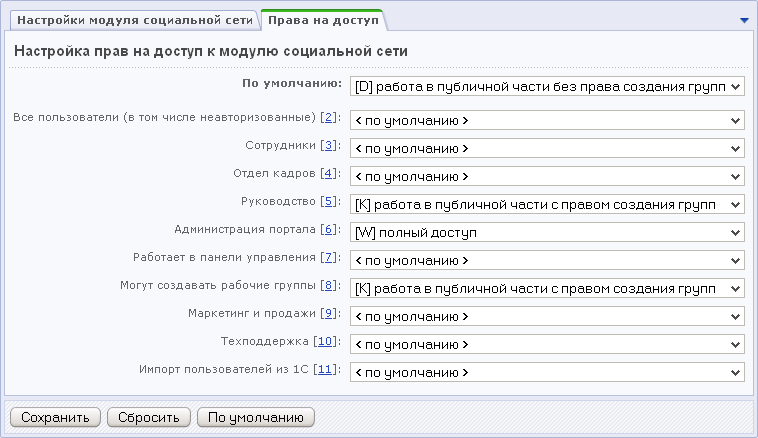 Настройки модуля социальной сети Права на доступ
Настройка прав на доступ к модулю социальной сети
По умолчанию: [D] работа в публичной части без права создания групп
Все пользователи (в том числе неавторизованные) [2]: < по умолчанию >
Сотрудники [3]: < по умолчанию >
Отдел кадров [4]: < по умолчанию >
Руководство [5]: [K] работа в публичной части с правом создания групп
Администрация портала [6]: [W] полный доступ
Работает в панели управления [7]: < по умолчанию >
Могут создавать рабочие группы [8]: [K] работа в публичной части с правом создания групп
Маркетинг и продажи [9]: < по умолчанию >
Техподдержка [10]: < по умолчанию >
Импорт пользователей из 1С [11]: < по умолчанию >
Сохранить Сбросить По умолчанию